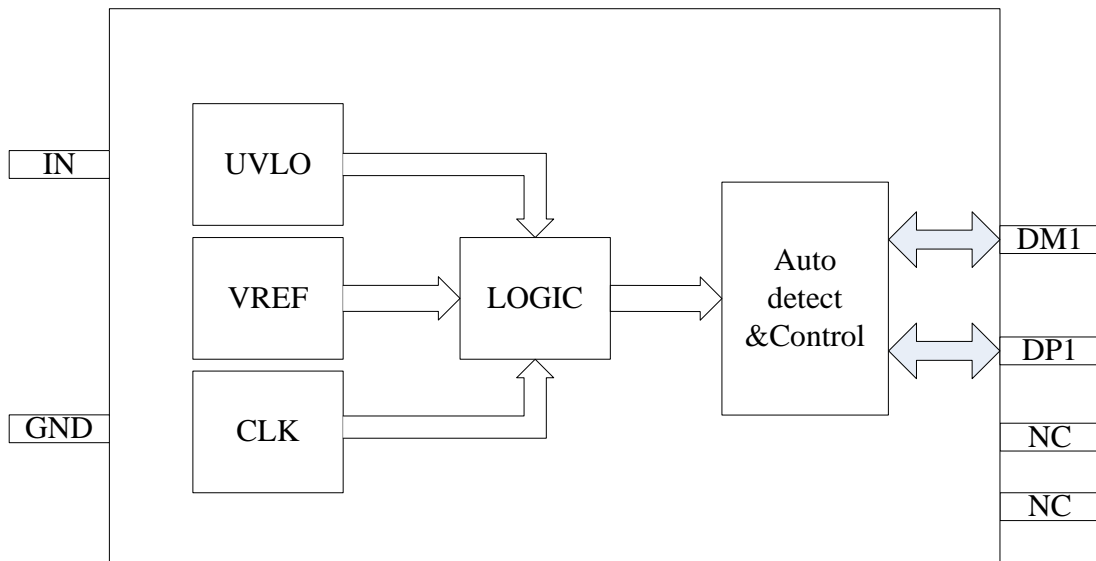 IN
GND
UVLO
VREF
CLK
LOGIC
Auto
detect
&Control
DM1
DP1
NC
NC